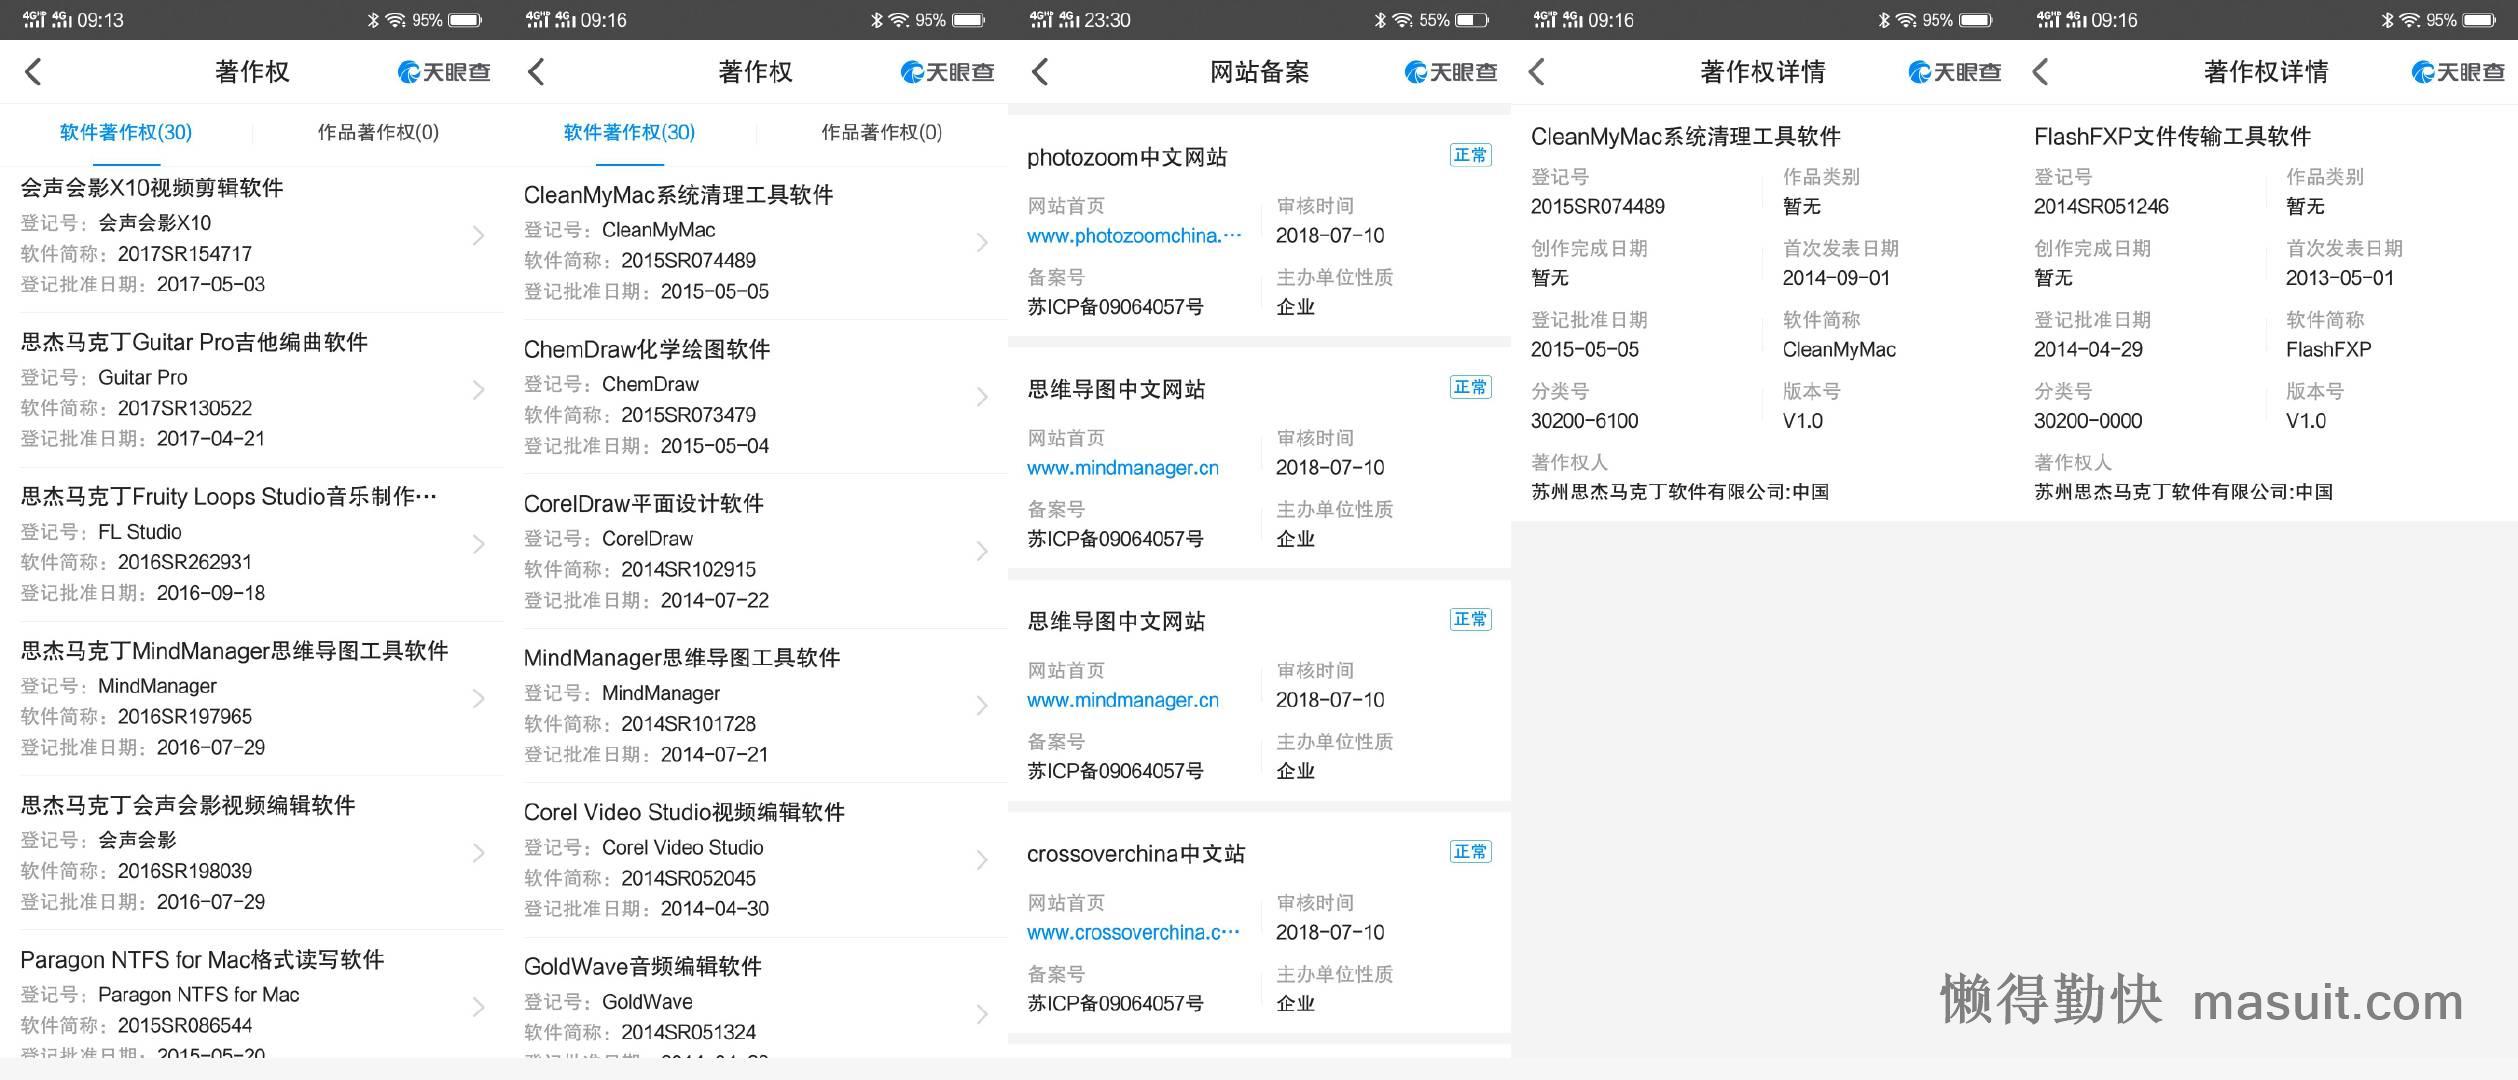 4GHD 4G 09:13 95%
著作权 天眼查
软件著作权(30) 作品著作权(0)
会声会影X10视频剪辑软件
登记号: 会声会影X10
软件简称: 2017SR154717
登记批准日期: 2017-05-03
思杰马克丁Guitar Pro吉他编曲软件
登记号: Guitar Pro
软件简称: 2017SR130522
登记批准日期: 2017-04-21
思杰马克丁Fruity Loops Studio音乐制作…
登记号: FL Studio
软件简称: 2016SR262931
登记批准日期: 2016-09-18
思杰马克丁MindManager思维导图工具软件
登记号: MindManager
软件简称: 2016SR197965
登记批准日期: 2016-07-29
思杰马克丁会声会影视频编辑软件
登记号: 会声会影
软件简称: 2016SR198039
登记批准日期: 2016-07-29
Paragon NTFS for Mac格式读写软件
登记号: Paragon NTFS for Mac
软件简称: 2015SR086544
登记批准日期: 2015-05-20
4GHD 4G 09:16 95%
著作权 天眼查
软件著作权(30) 作品著作权(0)
CleanMyMac系统清理工具软件
登记号: CleanMyMac
软件简称: 2015SR074489
登记批准日期: 2015-05-05
ChemDraw化学绘图软件
登记号: ChemDraw
软件简称: 2015SR073479
登记批准日期: 2015-05-04
CorelDraw平面设计软件
登记号: CorelDraw
软件简称: 2014SR102915
登记批准日期: 2014-07-22
MindManager思维导图工具软件
登记号: MindManager
软件简称: 2014SR101728
登记批准日期: 2014-07-21
Corel Video Studio视频编辑软件
登记号: Corel Video Studio
软件简称: 2014SR052045
登记批准日期: 2014-04-30
GoldWave音频编辑软件
登记号: GoldWave
软件简称: 2014SR051324
4GHD 4G 23:30 55%
网站备案 天眼查
photozoom中文网站 正常
网站首页 审核时间
www.photozoomchina.… 2018-07-10
备案号 主办单位性质
苏ICP备09064057号 企业
思维导图中文网站 正常
网站首页 审核时间
www.mindmanager.cn 2018-07-10
备案号 主办单位性质
苏ICP备09064057号 企业
思维导图中文网站 正常
网站首页 审核时间
www.mindmanager.cn 2018-07-10
备案号 主办单位性质
苏ICP备09064057号 企业
crossoverchina中文站 正常
网站首页 审核时间
www.crossoverchina.c… 2018-07-10
备案号 主办单位性质
苏ICP备09064057号 企业
4GHD 4G 09:16 95%
著作权详情 天眼查
CleanMyMac系统清理工具软件
登记号 作品类别
2015SR074489 暂无
创作完成日期 首次发表日期
暂无 2014-09-01
登记批准日期 软件简称
2015-05-05 CleanMyMac
分类号 版本号
30200-6100 V1.0
著作权人
苏州思杰马克丁软件有限公司:中国
4GHD 4G 09:16 95%
著作权详情 天眼查
FlashFXP文件传输工具软件
登记号 作品类别
2014SR051246 暂无
创作完成日期 首次发表日期
暂无 2013-05-01
登记批准日期 软件简称
2014-04-29 FlashFXP
分类号 版本号
30200-0000 V1.0
著作权人
苏州思杰马克丁软件有限公司:中国
懒得勤快 masuit.com